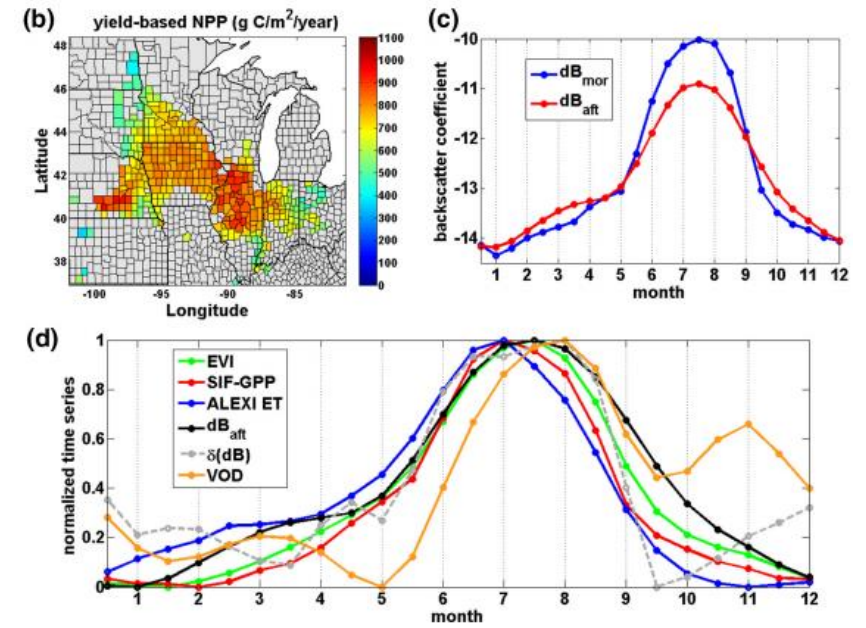 (b)
yield-based NPP (g C/m²/year)
48
46
44
42
40
38
Latitude
-100
-95
-90
-85
Longitude
1100
1000
900
800
700
600
500
400
300
200
100
0
(c)
-10
-11
-12
-13
-14
backscatter coefficient
dBmor
dBaft
1 2 3 4 5 6 7 8 9 10 11 12
month
(d)
1
0.8
0.6
0.4
0.2
0
normalized time series
EVI
SIF-GPP
ALEXI ET
dBaft
δ(dB)
VOD
1 2 3 4 5 6 7 8 9 10 11 12
month